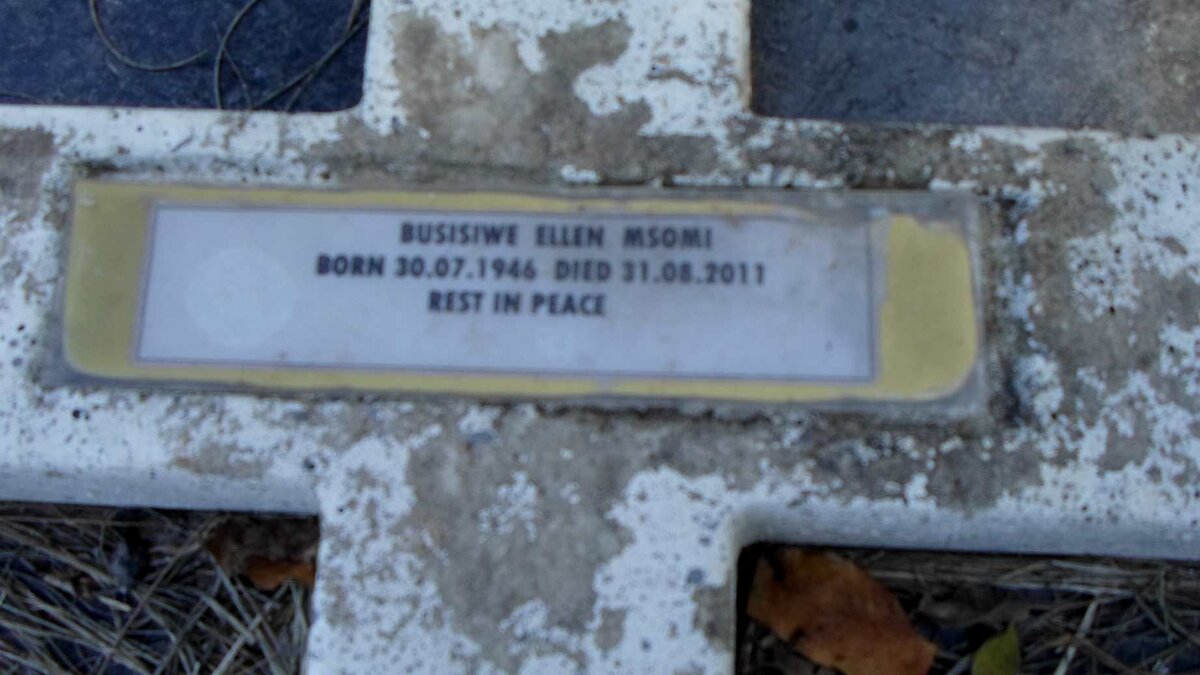 BUSISIWE ELLEN MSOMI
BORN 30.07.1946 DIED 31.08.2011
REST IN PEACE